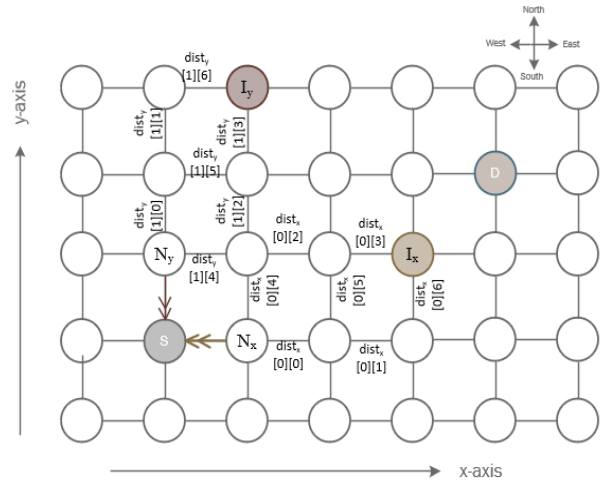 North
West
East
South
y-axis
dist_y
[1][6]
I_y
dist_y
[1][1]
dist_y
[1][3]
dist_y
[1][5]
D
dist_y
[1][0]
dist_y
[1][2]
dist_x
[0][2]
dist_x
[0][3]
N_y
dist_y
[1][4]
I_x
dist_x
[0][4]
dist_x
[0][5]
dist_x
[0][6]
S
N_x
dist_x
[0][0]
dist_x
[0][1]
x-axis